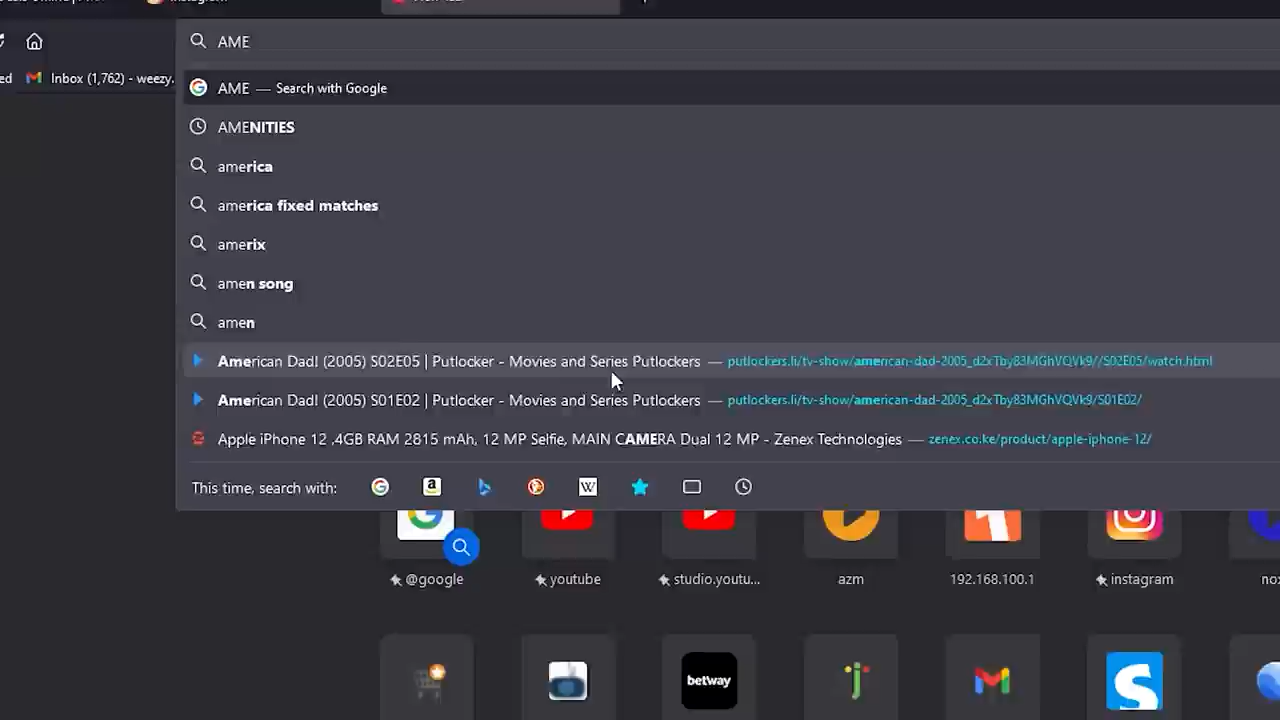 AME
ed Inbox (1,762) - weezy.
AME — Search with Google
AMENITIES
america
america fixed matches
amerix
amen song
amen
American Dad! (2005) S02E05 | Putlocker - Movies and Series Putlockers — putlockers.li/tv-show/american-dad-2005_d2xTby83MGhVQVk9//S02E05/watch.html
American Dad! (2005) S01E02 | Putlocker - Movies and Series Putlockers — putlockers.li/tv-show/american-dad-2005_d2xTby83MGhVQVk9/S01E02/
Apple iPhone 12 ,4GB RAM 2815 mAh, 12 MP Selfie, MAIN CAMERA Dual 12 MP - Zenex Technologies — zenex.co.ke/product/apple-iphone-12/
This time, search with:
@google youtube studio.youtu... azm 192.168.100.1 instagram
betway